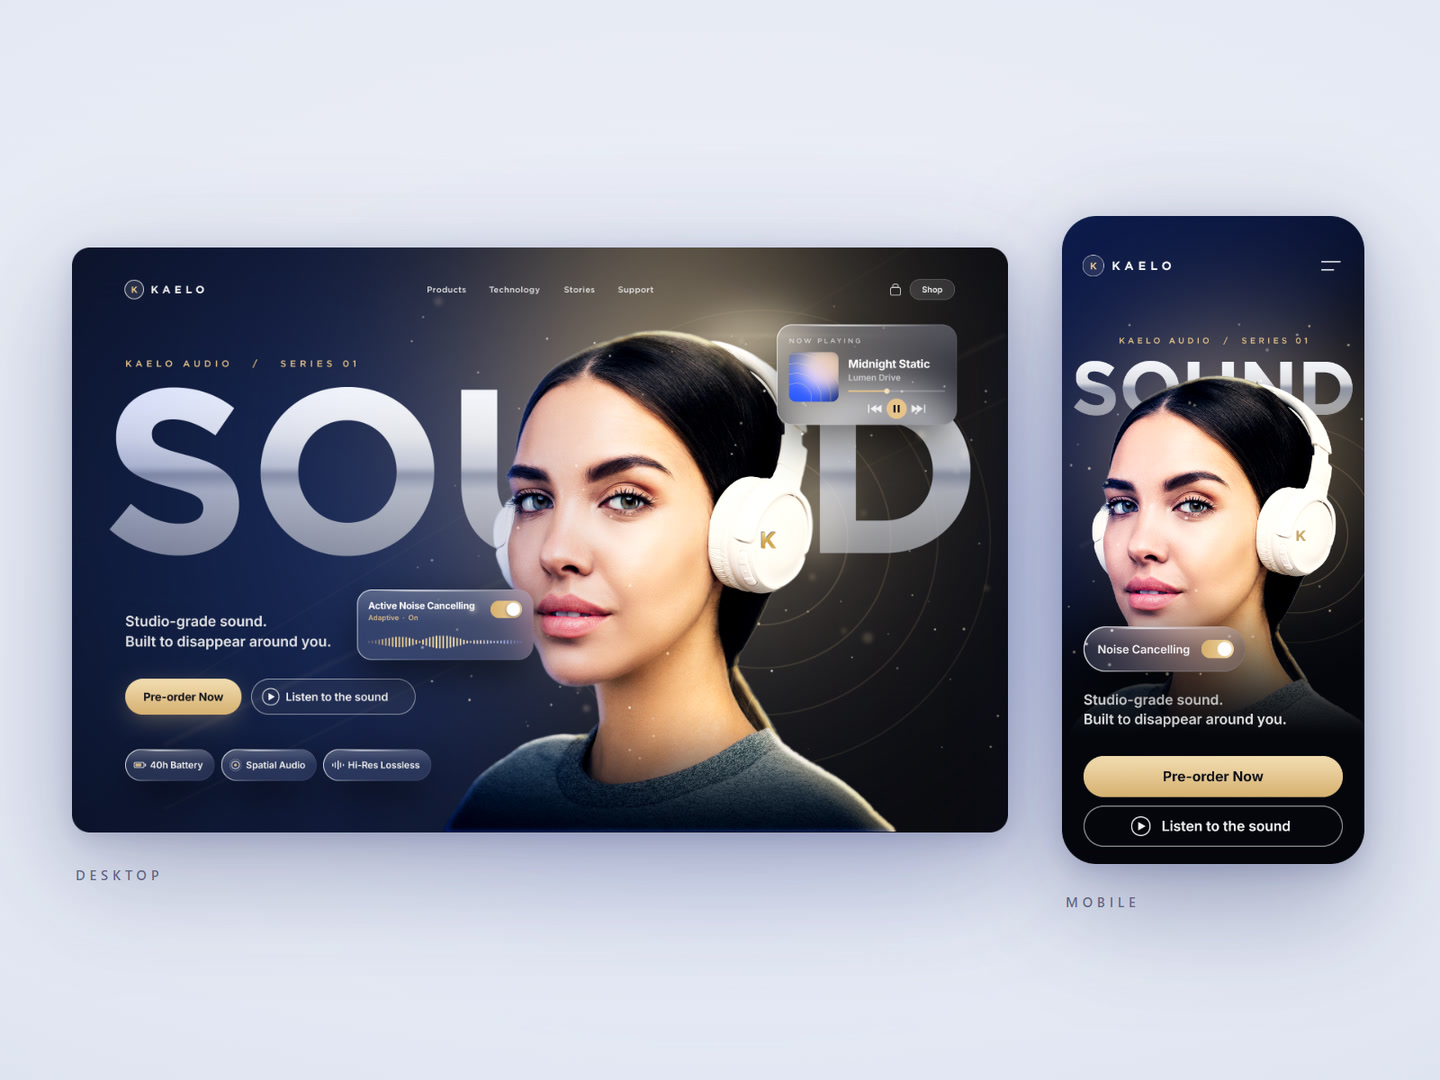 K KAELO
Products Technology Stories Support
Shop
KAELO AUDIO / SERIES 01
SOUND
NOW PLAYING
Midnight Static
Lumen Drive
K
Active Noise Cancelling
Adaptive · On
Studio-grade sound.
Built to disappear around you.
Pre-order Now
Listen to the sound
40h Battery
Spatial Audio
Hi-Res Lossless
DESKTOP
K KAELO
KAELO AUDIO / SERIES 01
SOUND
K
Noise Cancelling
Studio-grade sound.
Built to disappear around you.
Pre-order Now
Listen to the sound
MOBILE